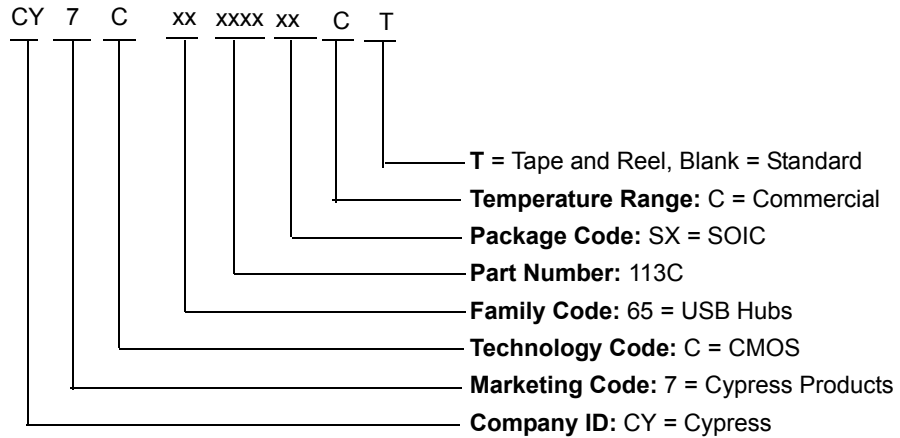 CY 7 C xx xxxx xx C T
T = Tape and Reel, Blank = Standard
Temperature Range: C = Commercial
Package Code: SX = SOIC
Part Number: 113C
Family Code: 65 = USB Hubs
Technology Code: C = CMOS
Marketing Code: 7 = Cypress Products
Company ID: CY = Cypress